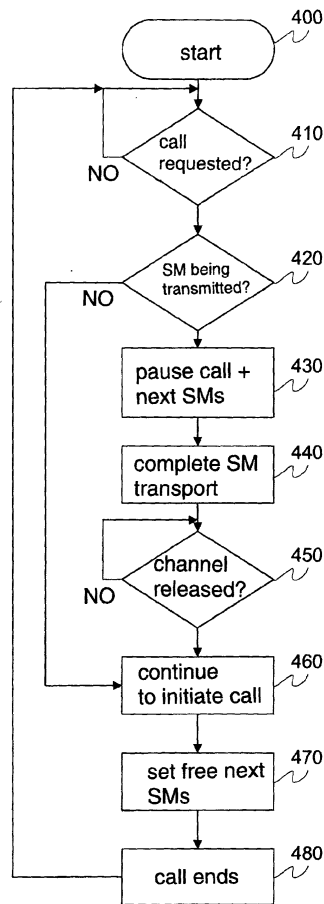 400
start
410
call
requested?
NO
420
SM being
transmitted?
NO
430
pause call +
next SMs
440
complete SM
transport
450
channel
released?
NO
460
continue
to initiate call
470
set free next
SMs
480
call ends